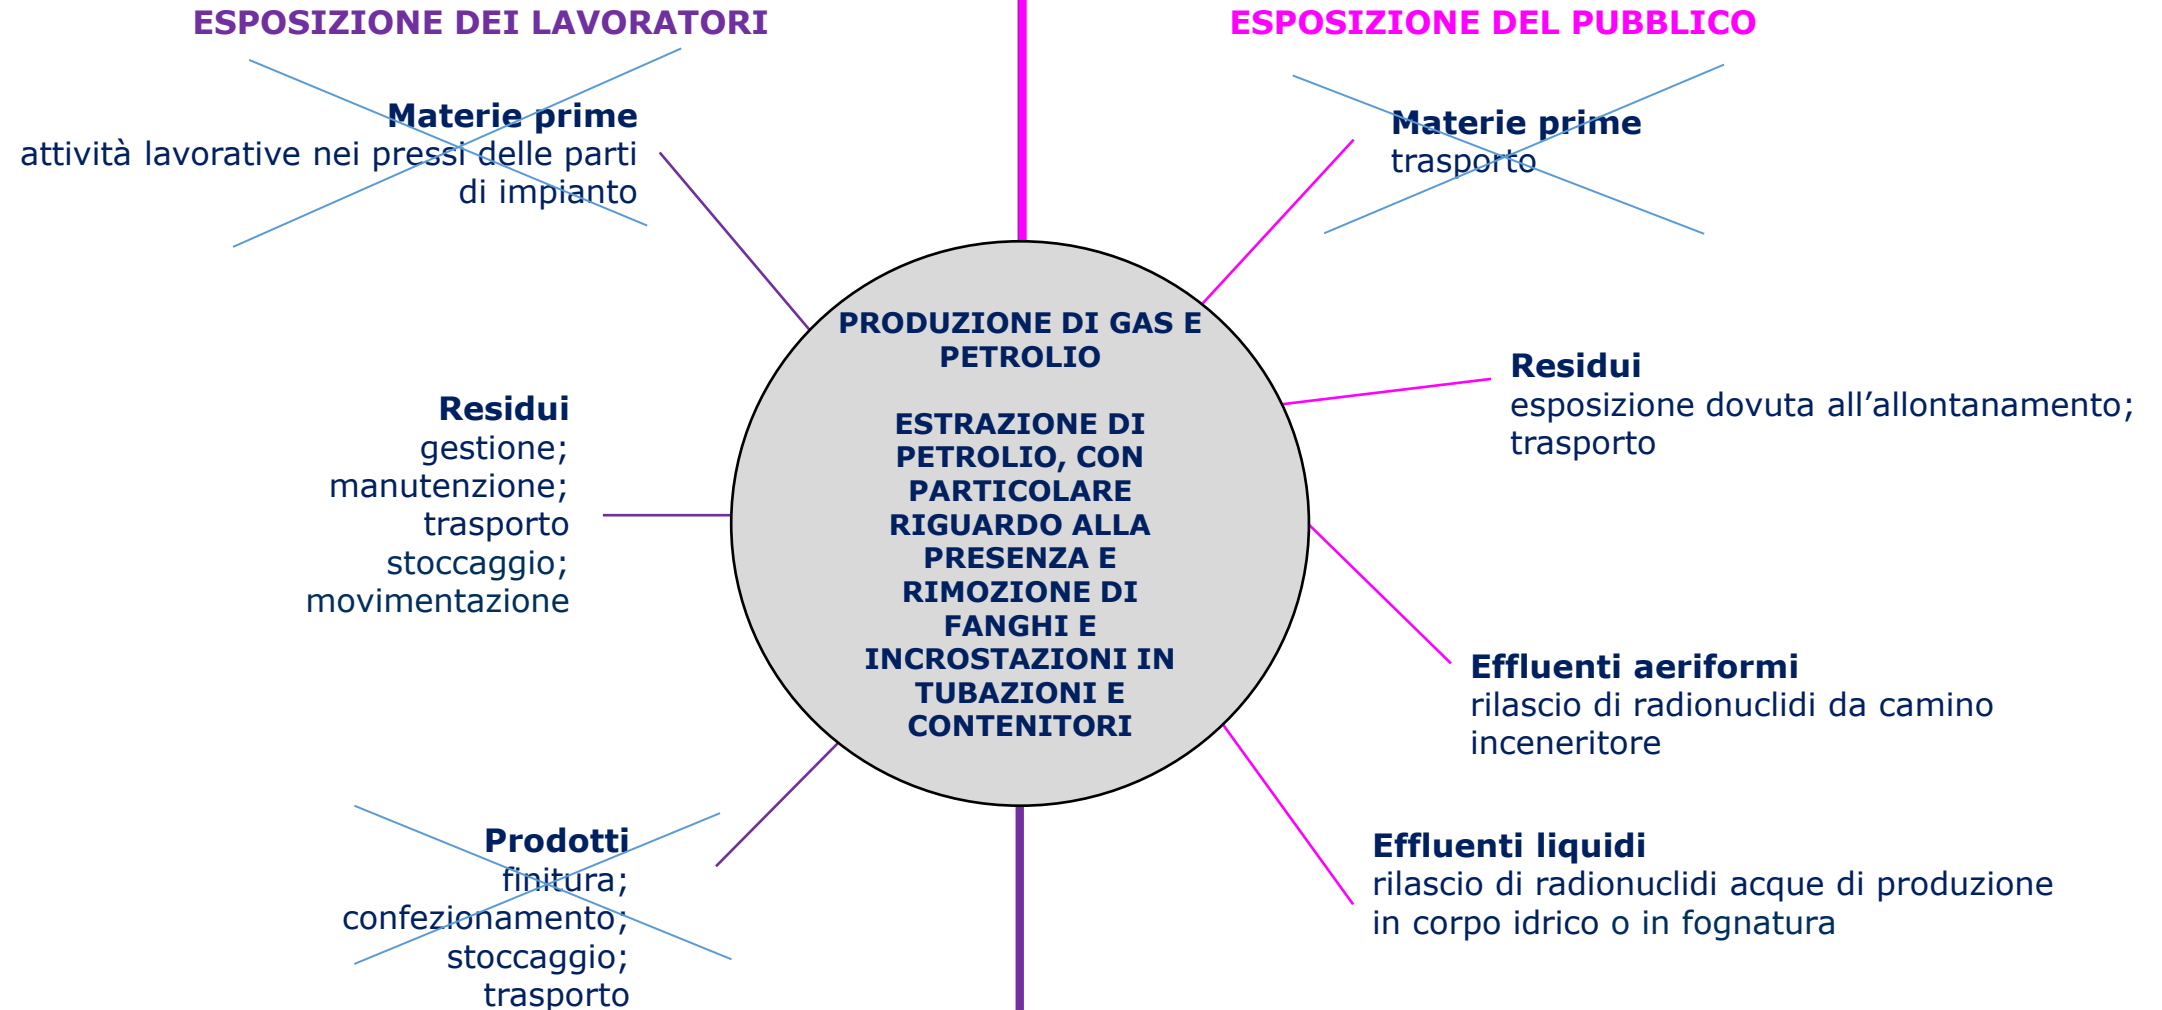 ESPOSIZIONE DEI LAVORATORI
ESPOSIZIONE DEL PUBBLICO
Materie prime
attività lavorative nei pressi delle parti
di impianto
Residui
gestione;
manutenzione;
trasporto
stoccaggio;
movimentazione
Prodotti
finitura;
confezionamento;
stoccaggio;
trasporto
PRODUZIONE DI GAS E
PETROLIO
ESTRAZIONE DI
PETROLIO, CON
PARTICOLARE
RIGUARDO ALLA
PRESENZA E
RIMOZIONE DI
FANGHI E
INCROSTAZIONI IN
TUBAZIONI E
CONTENITORI
Materie prime
trasporto
Residui
esposizione dovuta all’allontanamento;
trasporto
Effluenti aeriformi
rilascio di radionuclidi da camino
inceneritore
Effluenti liquidi
rilascio di radionuclidi acque di produzione
in corpo idrico o in fognatura